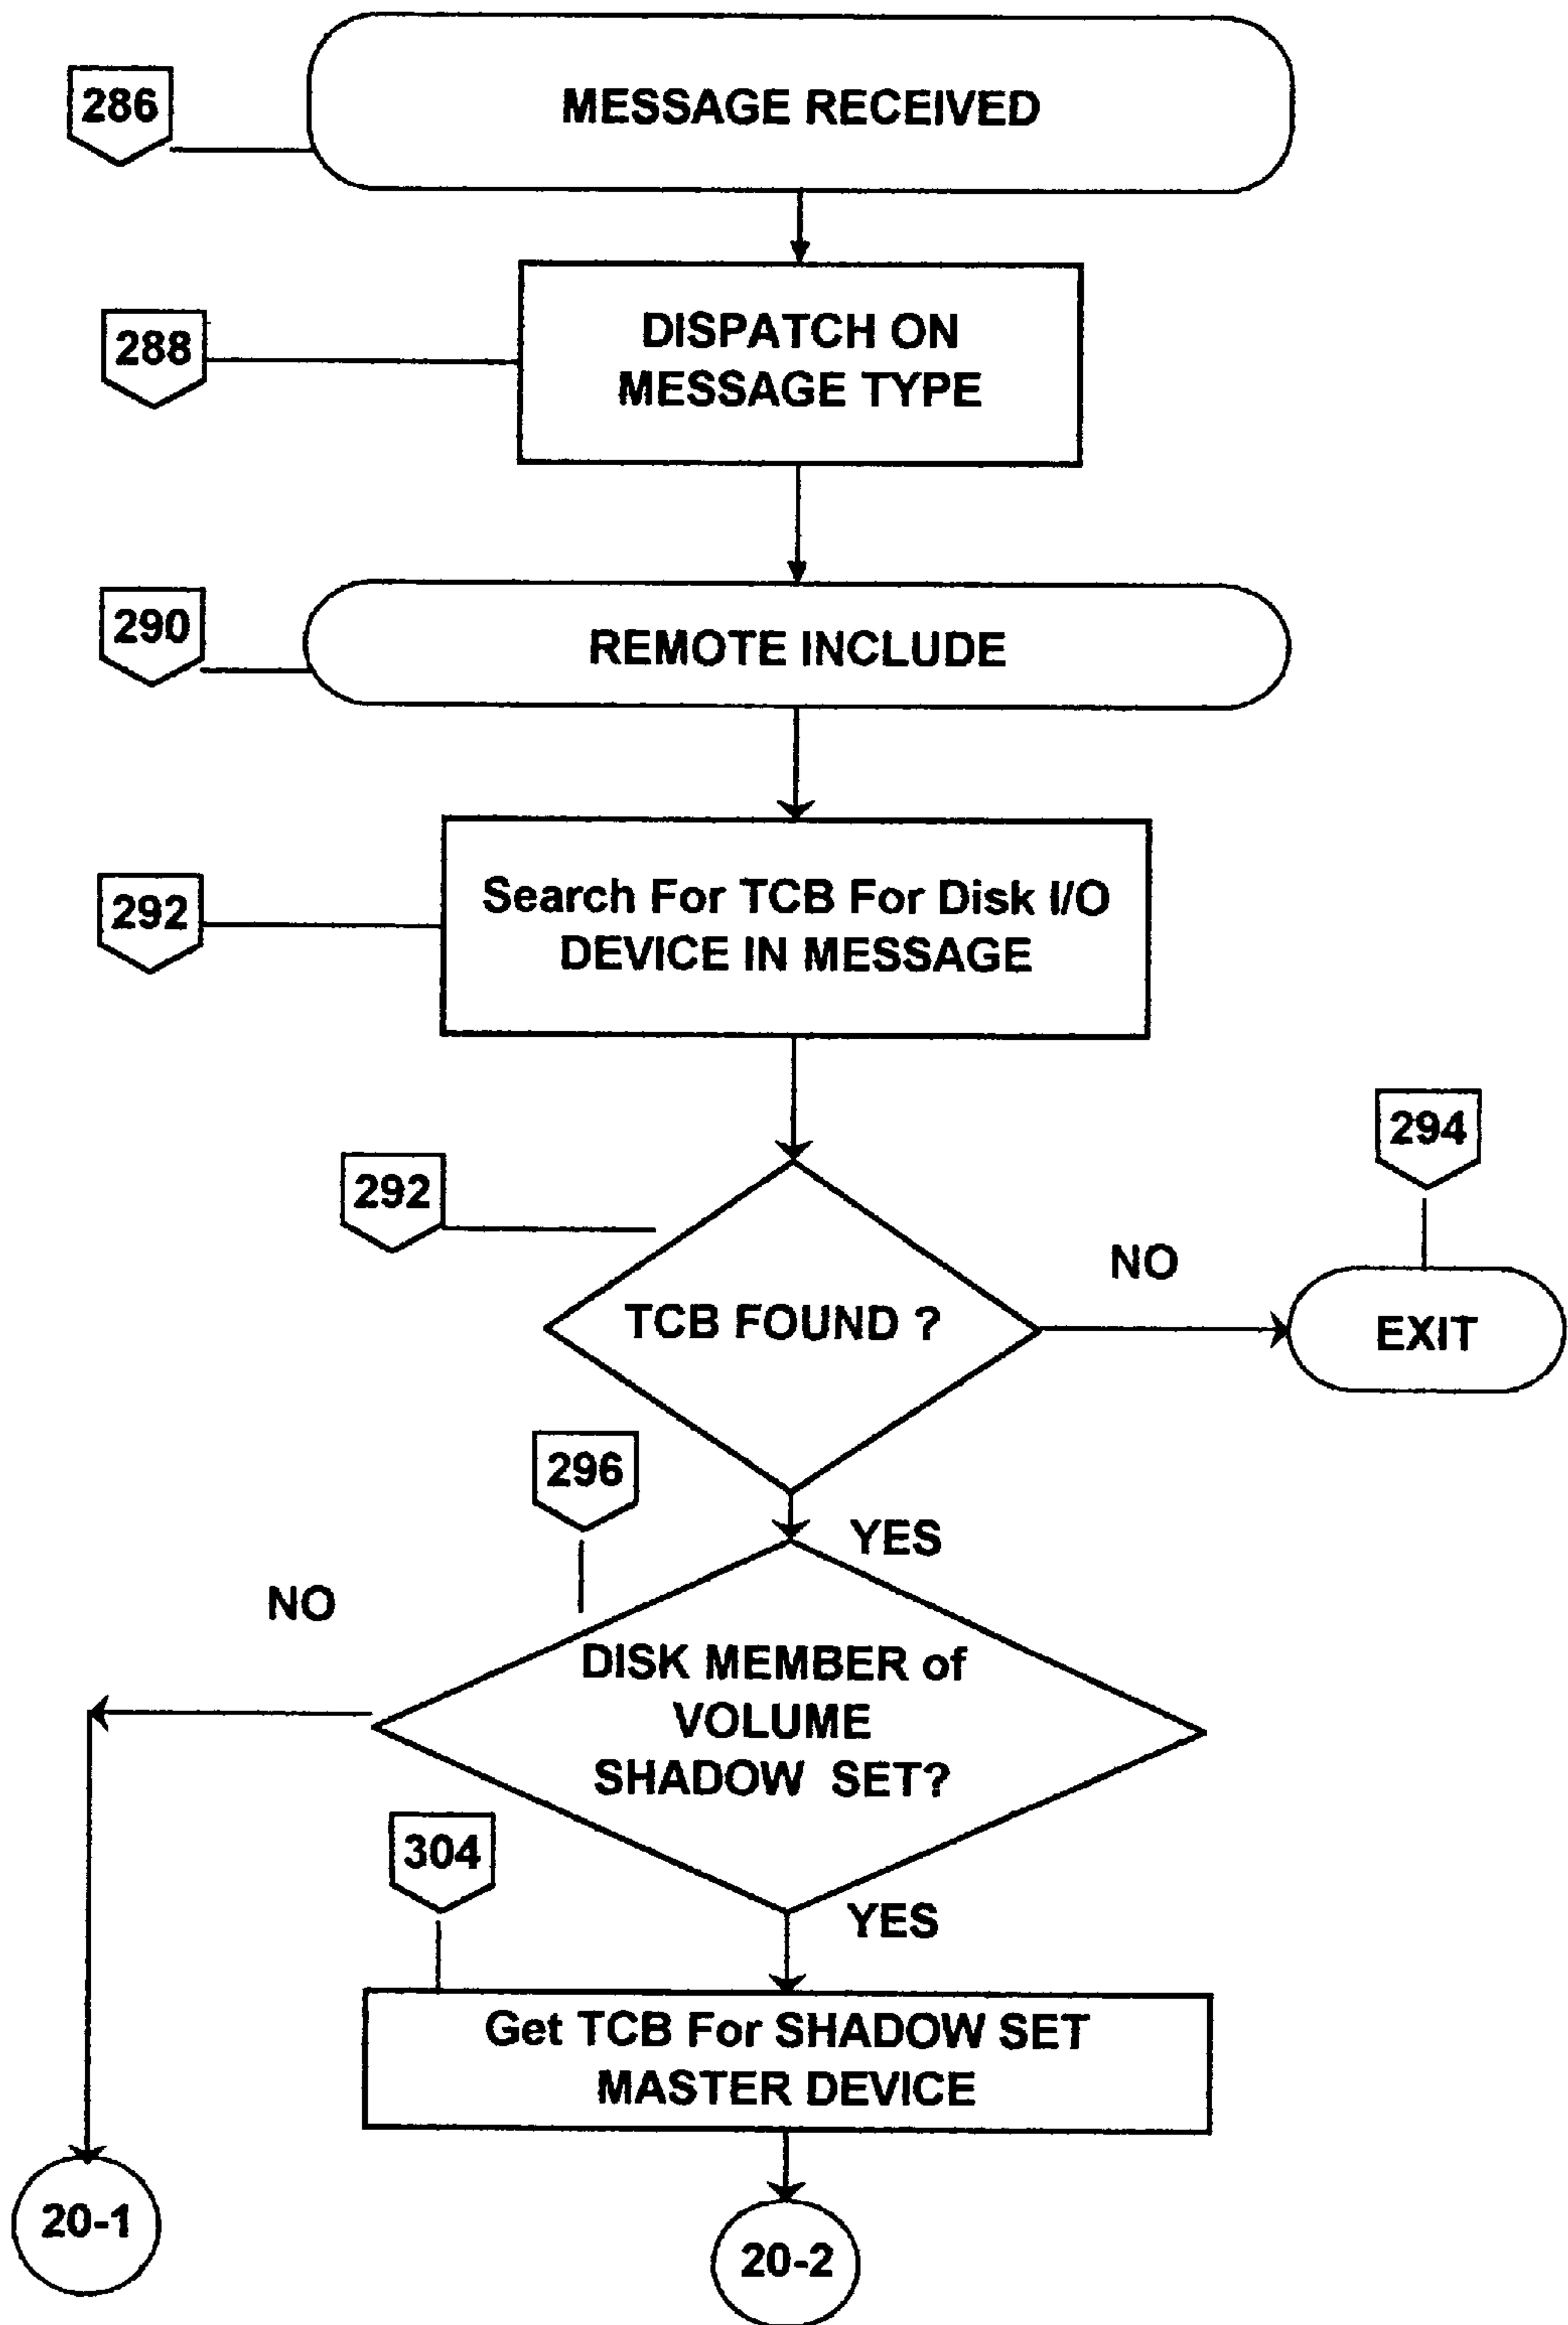 286
MESSAGE RECEIVED
288
DISPATCH ON
MESSAGE TYPE
290
REMOTE INCLUDE
292
Search For TCB For Disk I/O
DEVICE IN MESSAGE
294
292
NO
TCB FOUND ?
EXIT
296
YES
NO
DISK MEMBER of
VOLUME
SHADOW SET?
304
YES
Get TCB For SHADOW SET
MASTER DEVICE
20-1
20-2